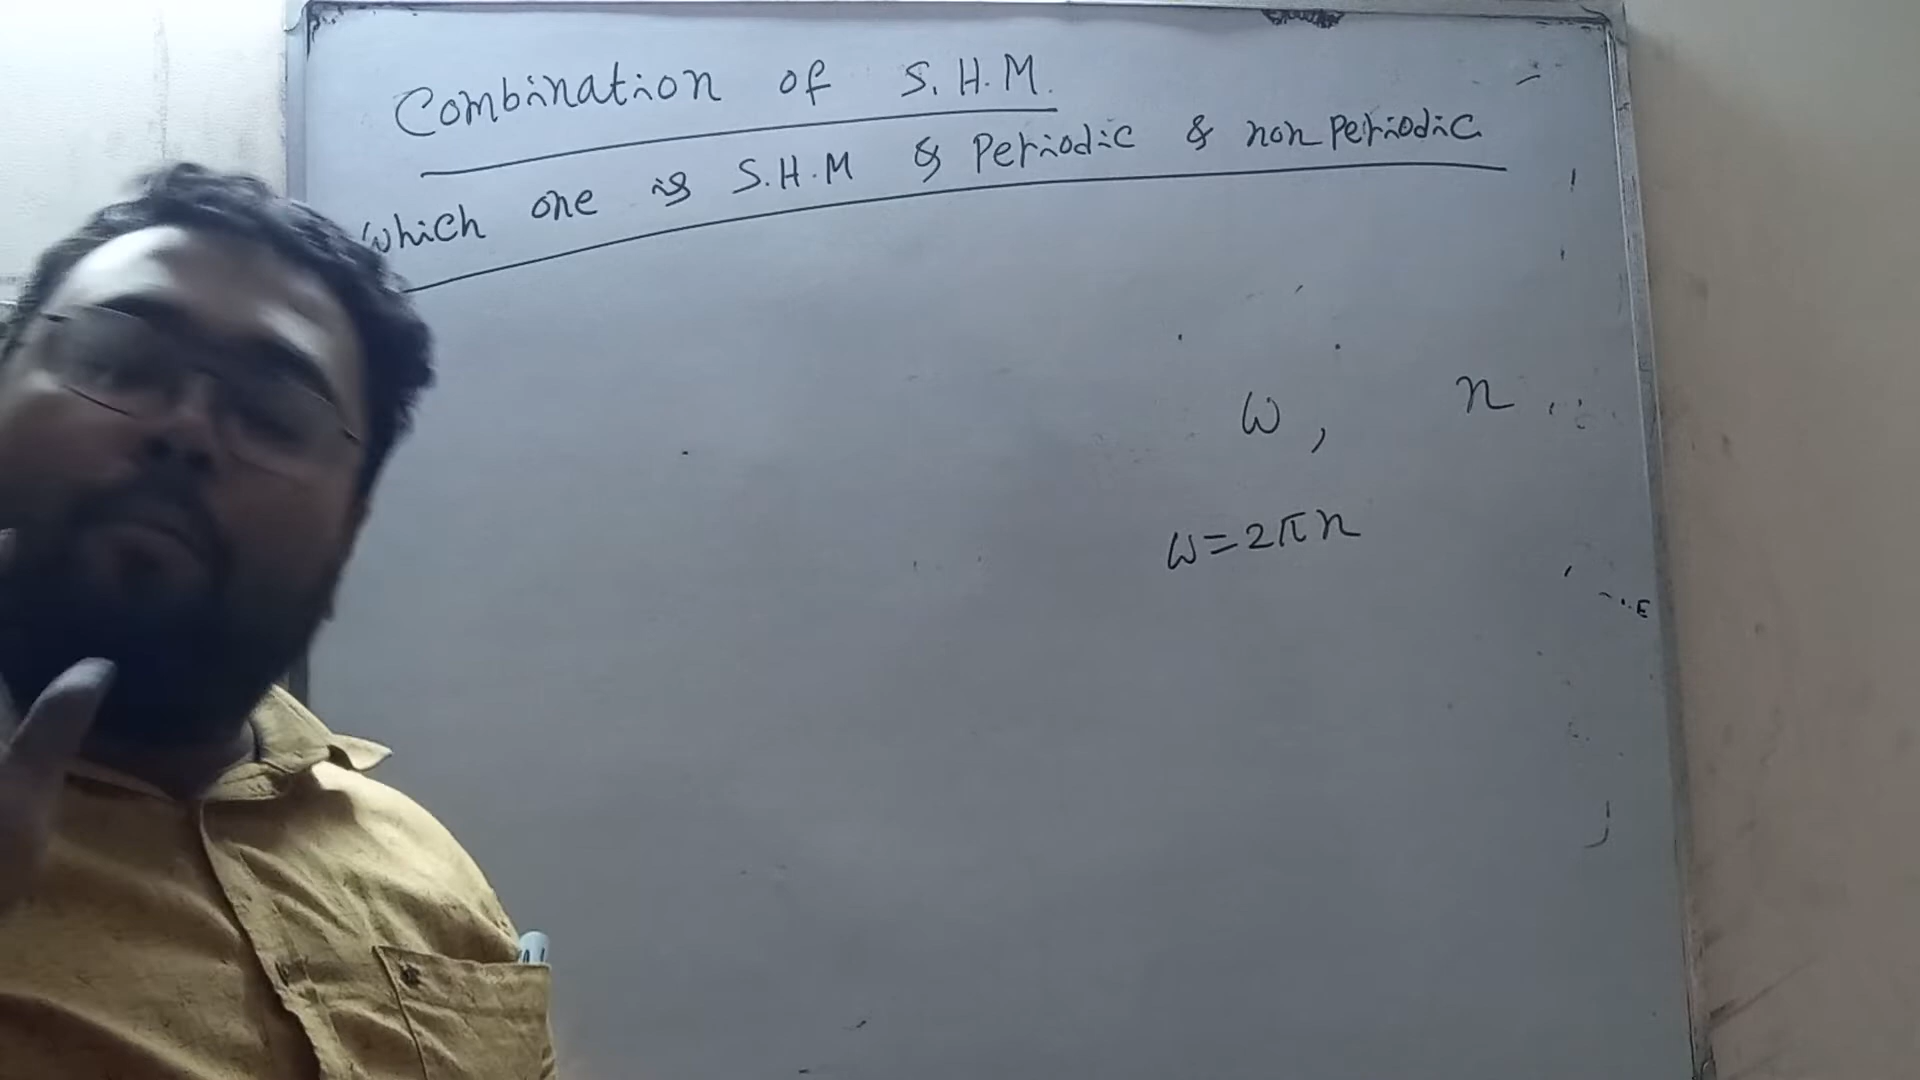 Combination of S.H.M.
Which one is S.H.M & Periodic & non periodic
ω, n
ω=2πn